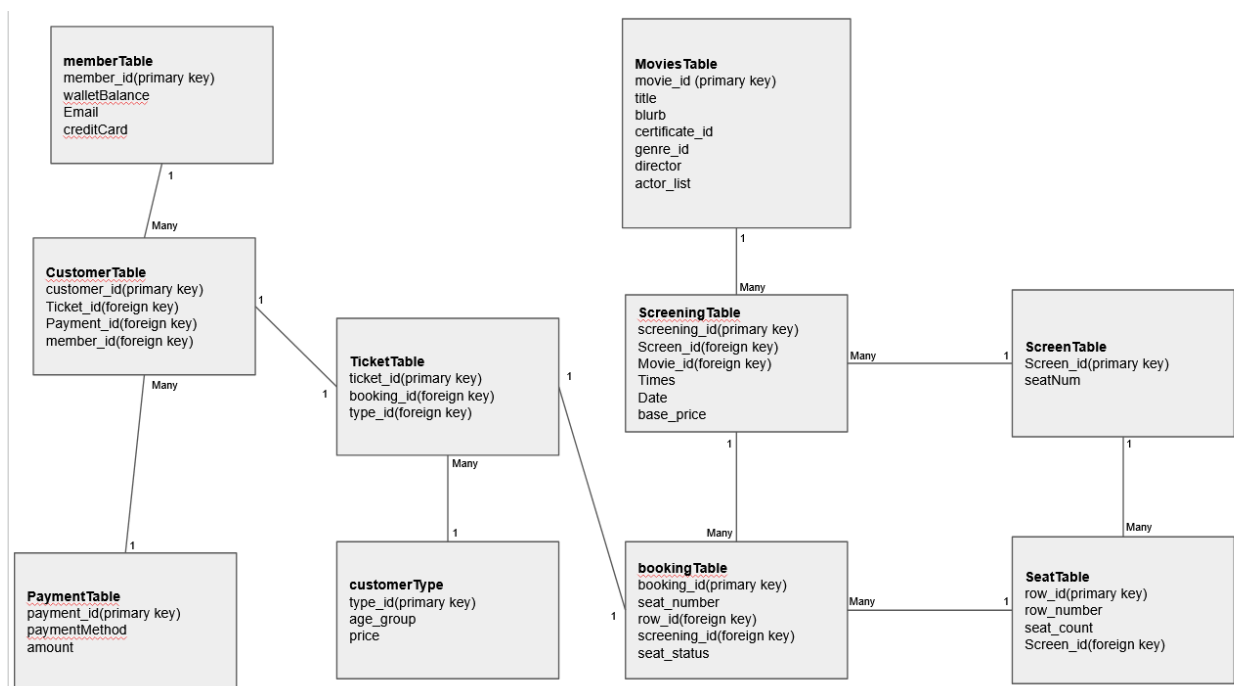 memberTable
member_id(primary key)
walletBalance
Email
creditCard
1
Many
CustomerTable
customer_id(primary key)
Ticket_id(foreign key)
Payment_id(foreign key)
member_id(foreign key)
1
Many
1
PaymentTable
payment_id(primary key)
paymentMethod
amount
1
TicketTable
ticket_id(primary key)
booking_id(foreign key)
type_id(foreign key)
1
Many
1
customerType
type_id(primary key)
age_group
price
MoviesTable
movie_id (primary key)
title
blurb
certificate_id
genre_id
director
actor_list
1
Many
ScreeningTable
screening_id(primary key)
Screen_id(foreign key)
Movie_id(foreign key)
Times
Date
base_price
Many
1
1
Many
1
bookingTable
booking_id(primary key)
seat_number
row_id(foreign key)
screening_id(foreign key)
seat_status
Many
1
ScreenTable
Screen_id(primary key)
seatNum
1
Many
SeatTable
row_id(primary key)
row_number
seat_count
Screen_id(foreign key)